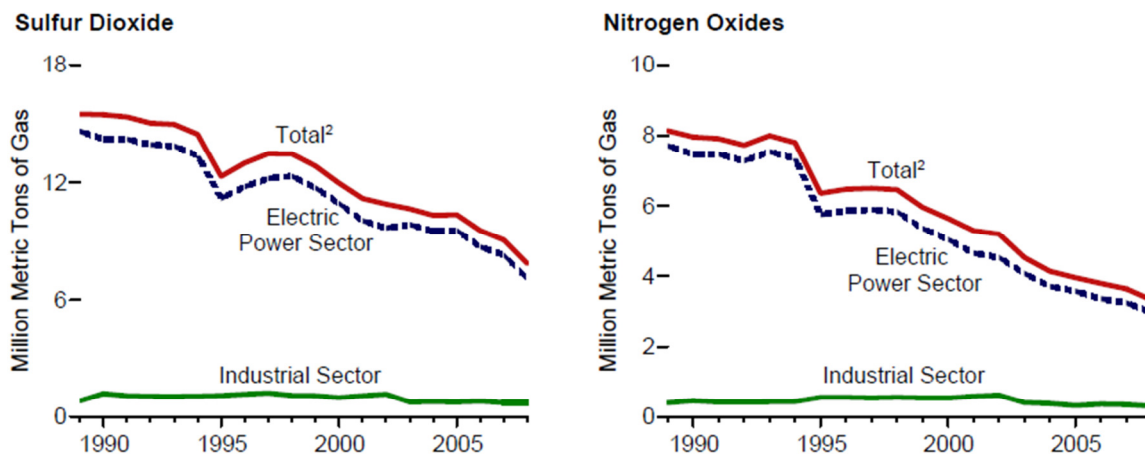 Sulfur Dioxide
18
12
6
0
Million Metric Tons of Gas
Total²
Electric
Power Sector
Industrial Sector
1990
1995
2000
2005
Nitrogen Oxides
10
8
6
4
2
0
Million Metric Tons of Gas
Total²
Electric
Power Sector
Industrial Sector
1990
1995
2000
2005